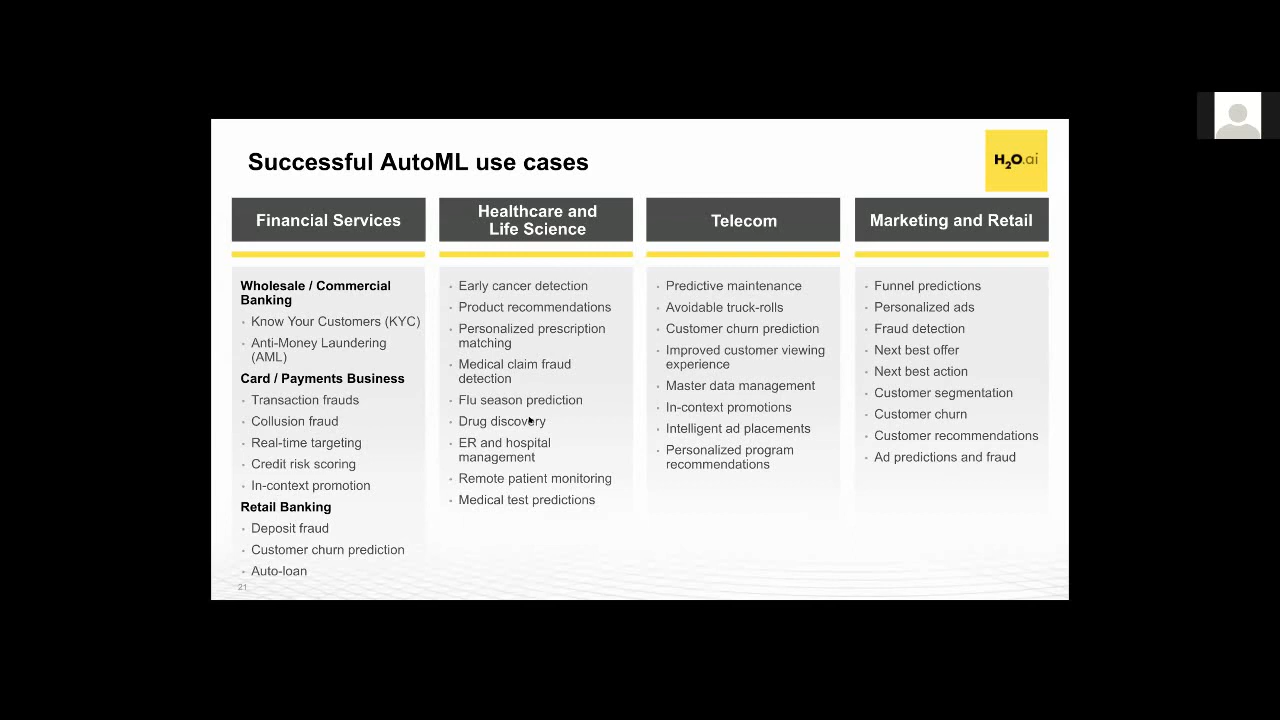 Successful AutoML use cases
H2O.ai
Financial Services
Wholesale / Commercial
Banking
Know Your Customers (KYC)
Anti-Money Laundering
(AML)
Card / Payments Business
Transaction frauds
Collusion fraud
Real-time targeting
Credit risk scoring
In-context promotion
Retail Banking
Deposit fraud
Customer churn prediction
Auto-loan
Healthcare and
Life Science
Early cancer detection
Product recommendations
Personalized prescription
matching
Medical claim fraud
detection
Flu season prediction
Drug discovery
ER and hospital
management
Remote patient monitoring
Medical test predictions
Telecom
Predictive maintenance
Avoidable truck-rolls
Customer churn prediction
Improved customer viewing
experience
Master data management
In-context promotions
Intelligent ad placements
Personalized program
recommendations
Marketing and Retail
Funnel predictions
Personalized ads
Fraud detection
Next best offer
Next best action
Customer segmentation
Customer churn
Customer recommendations
Ad predictions and fraud
21